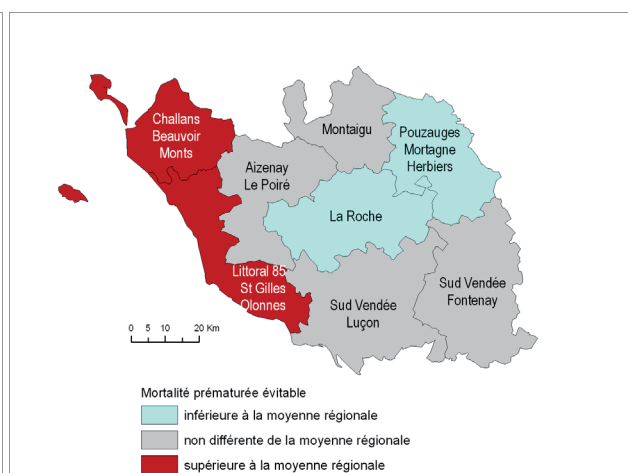 Challans
Beauvoir
Monts
Montaigu
Pouzauges
Mortagne
Herbiers
Aizenay
Le Poiré
La Roche
Littoral 85
St Gilles
Olonnes
Sud Vendée
Luçon
Sud Vendée
Fontenay
0 5 10 20 Km
Mortalité prématurée évitable
inférieure à la moyenne régionale
non différente de la moyenne régionale
supérieure à la moyenne régionale